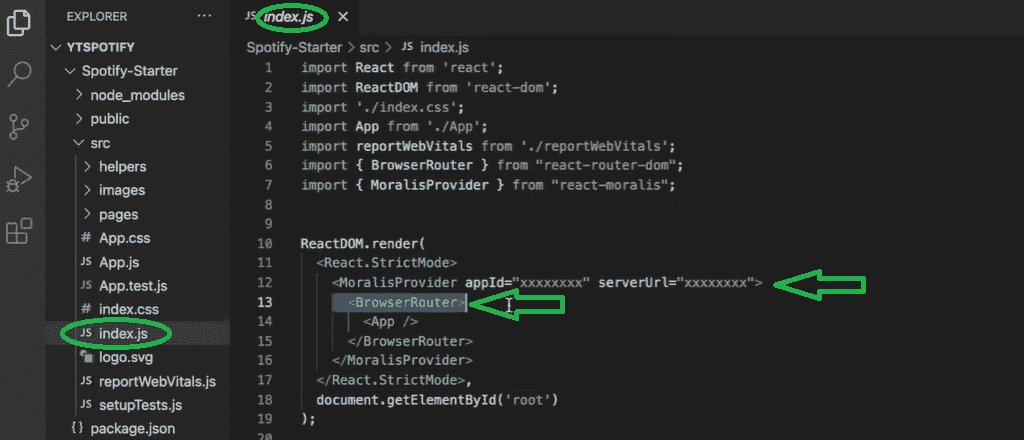 EXPLORER ...
YTSPOTIFY
Spotify-Starter
node_modules
public
src
helpers
images
pages
# App.css
JS App.js
JS App.test.js
# index.css
JS index.js
logo.svg
JS reportWebVitals.js
JS setupTests.js
{} package.json
JS index.js ×
Spotify-Starter > src > JS index.js
1 import React from 'react';
2 import ReactDOM from 'react-dom';
3 import './index.css';
4 import App from './App';
5 import reportWebVitals from './reportWebVitals';
6 import { BrowserRouter } from "react-router-dom";
7 import { MoralisProvider } from "react-moralis";
8
9
10 ReactDOM.render(
11 <React.StrictMode>
12 <MoralisProvider appId="xxxxxxxx" serverUrl="xxxxxxxx">
13 <BrowserRouter>
14 <App />
15 </BrowserRouter>
16 </MoralisProvider>
17 </React.StrictMode>,
18 document.getElementById('root')
19 );
20